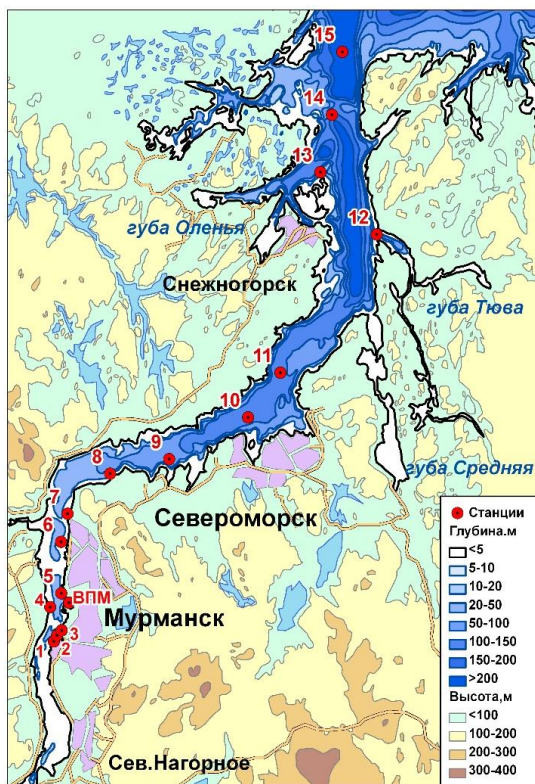 15
14
13
12
губа Оленья
Снежногорск
губа Тюва
11
10
9
8
губа Средняя
7
Североморск
6
5
4
ВПМ
Мурманск
3
1
2
Сев.Нагорное
Станции
Глубина.м
<5
5-10
10-20
20-50
50-100
100-150
150-200
>200
Высота,м
<100
100-200
200-300
300-400